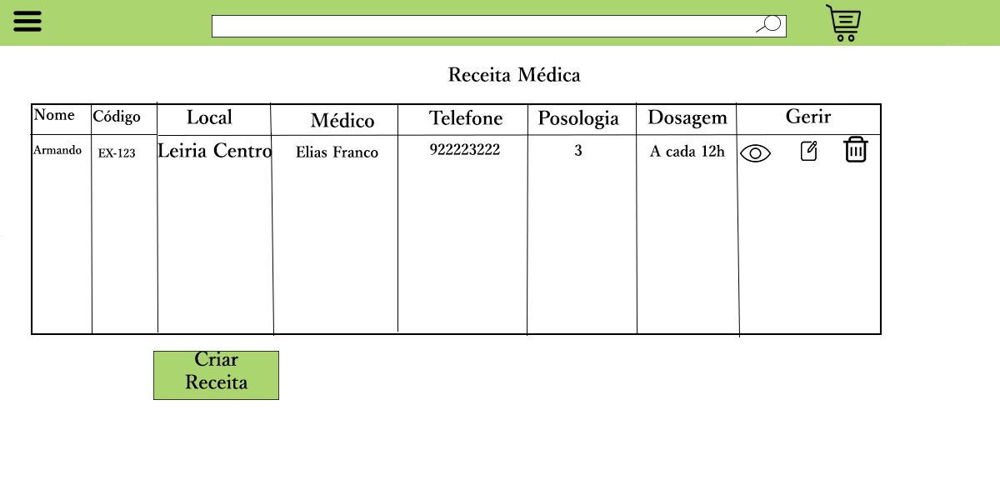 Receita Médica
Nome Código Local Médico Telefone Posologia Dosagem Gerir
Armando EX-123 Leiria Centro Elias Franco 922223222 3 A cada 12h
Criar
Receita